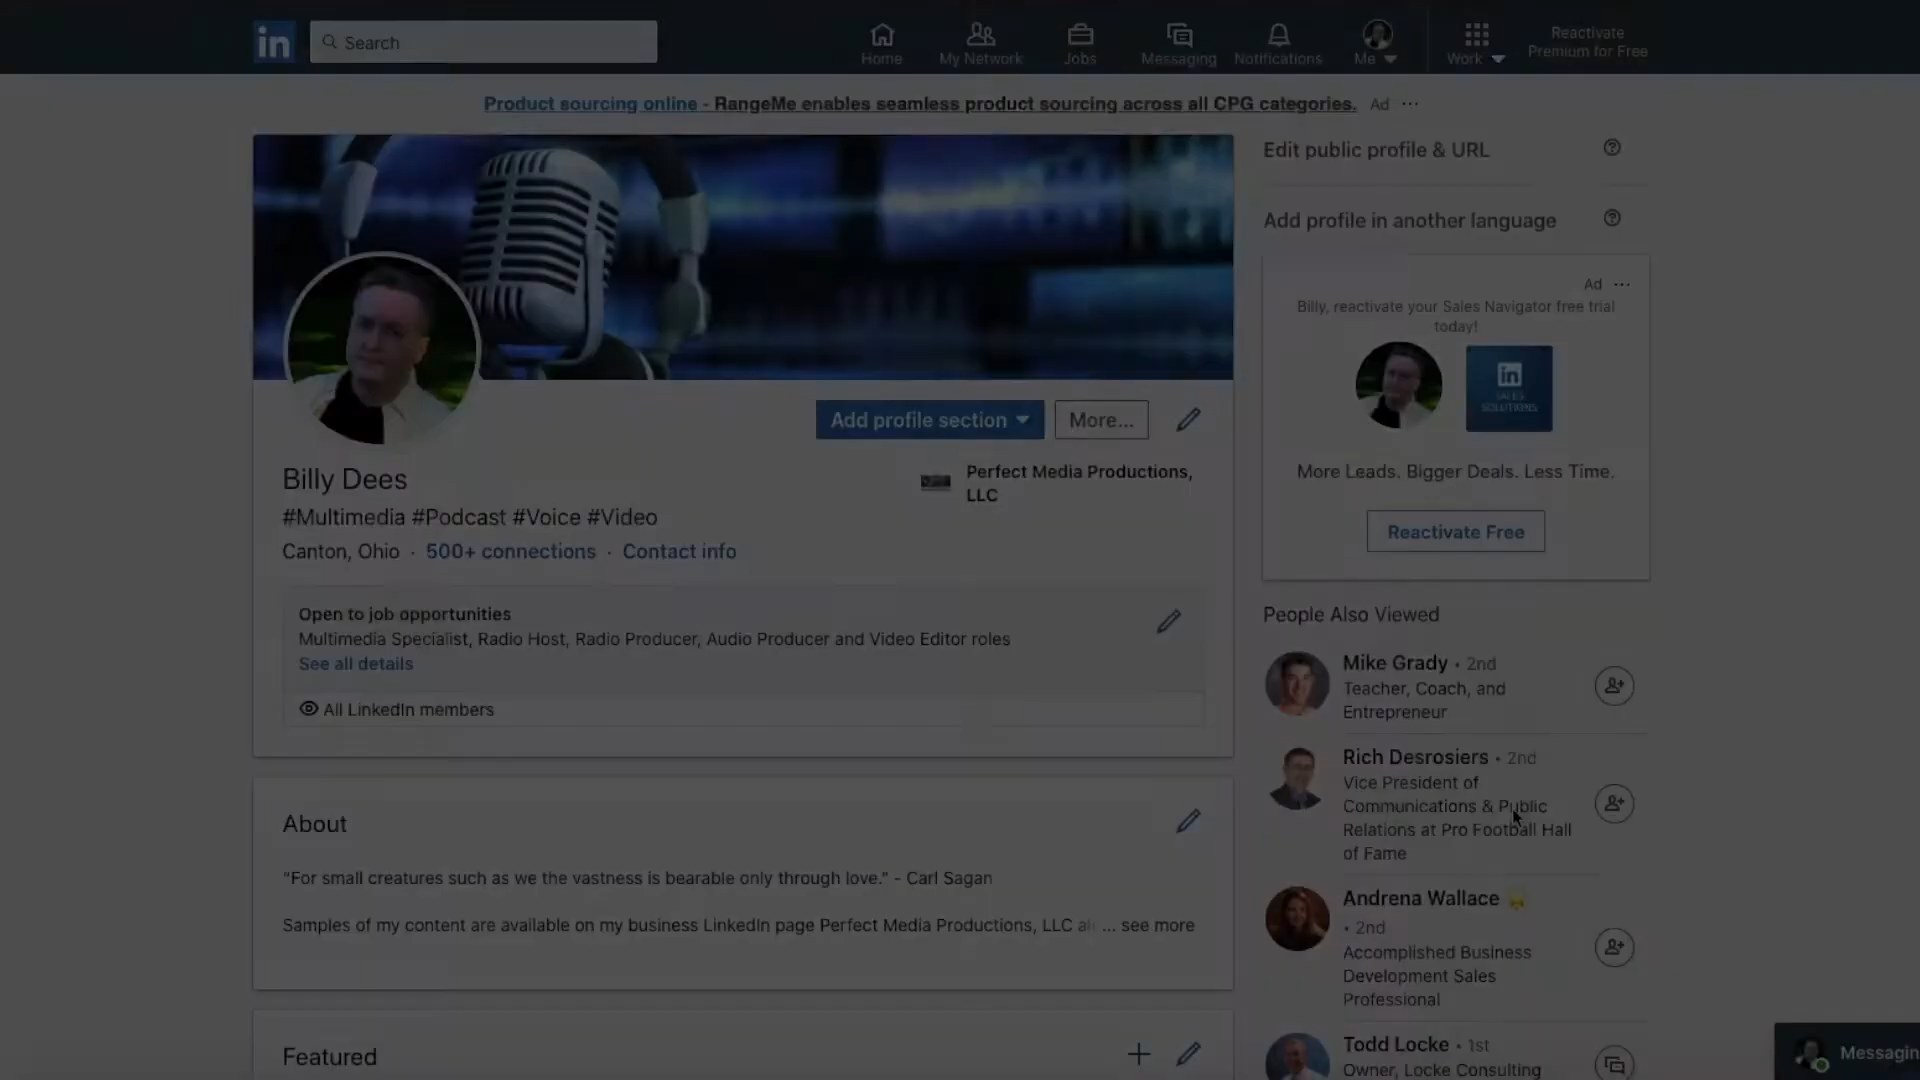 in
Search
Home
My Network
Jobs
Messaging
Notifications
Me
Work
Reactivate
Premium for Free
Product sourcing online - RangeMe enables seamless product sourcing across all CPG categories. Ad ···
Add profile section
More...
Billy Dees
#Multimedia #Podcast #Voice #Video
Canton, Ohio · 500+ connections · Contact info
Perfect Media Productions,
LLC
Open to job opportunities
Multimedia Specialist, Radio Host, Radio Producer, Audio Producer and Video Editor roles
See all details
All LinkedIn members
About
"For small creatures such as we the vastness is bearable only through love." - Carl Sagan
Samples of my content are available on my business LinkedIn page Perfect Media Productions, LLC ... see more
Featured
Edit public profile & URL
Add profile in another language
Ad ···
Billy, reactivate your Sales Navigator free trial
today!
in
SALES
SOLUTIONS
More Leads. Bigger Deals. Less Time.
Reactivate Free
People Also Viewed
Mike Grady • 2nd
Teacher, Coach, and
Entrepreneur
Rich Desrosiers • 2nd
Vice President of
Communications & Public
Relations at Pro Football Hall
of Fame
Andrena Wallace
• 2nd
Accomplished Business
Development Sales
Professional
Todd Locke • 1st
Owner, Locke Consulting
Messagin